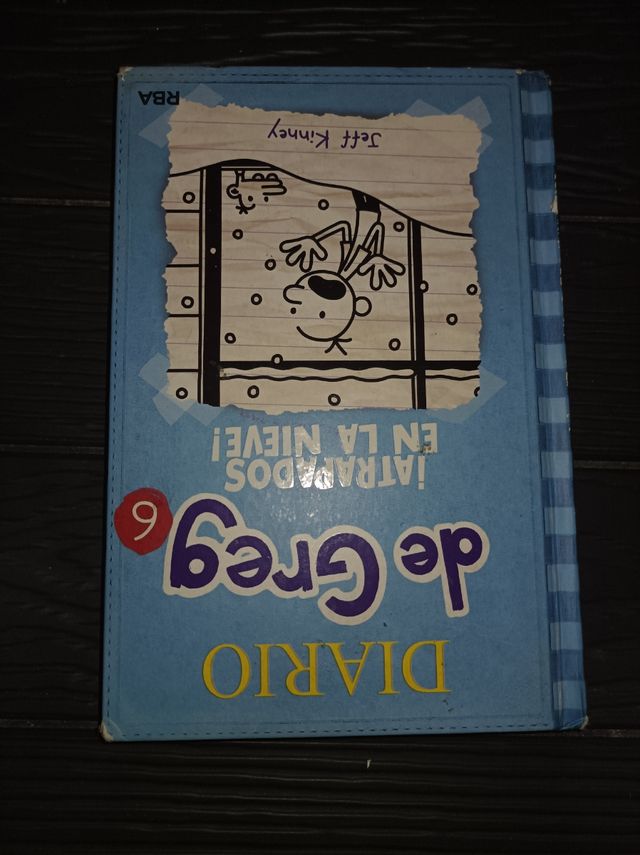 DIARIO
de Greg
6
¡ATRAPADOS
EN LA NIEVE!
Jeff Kinney
RBA